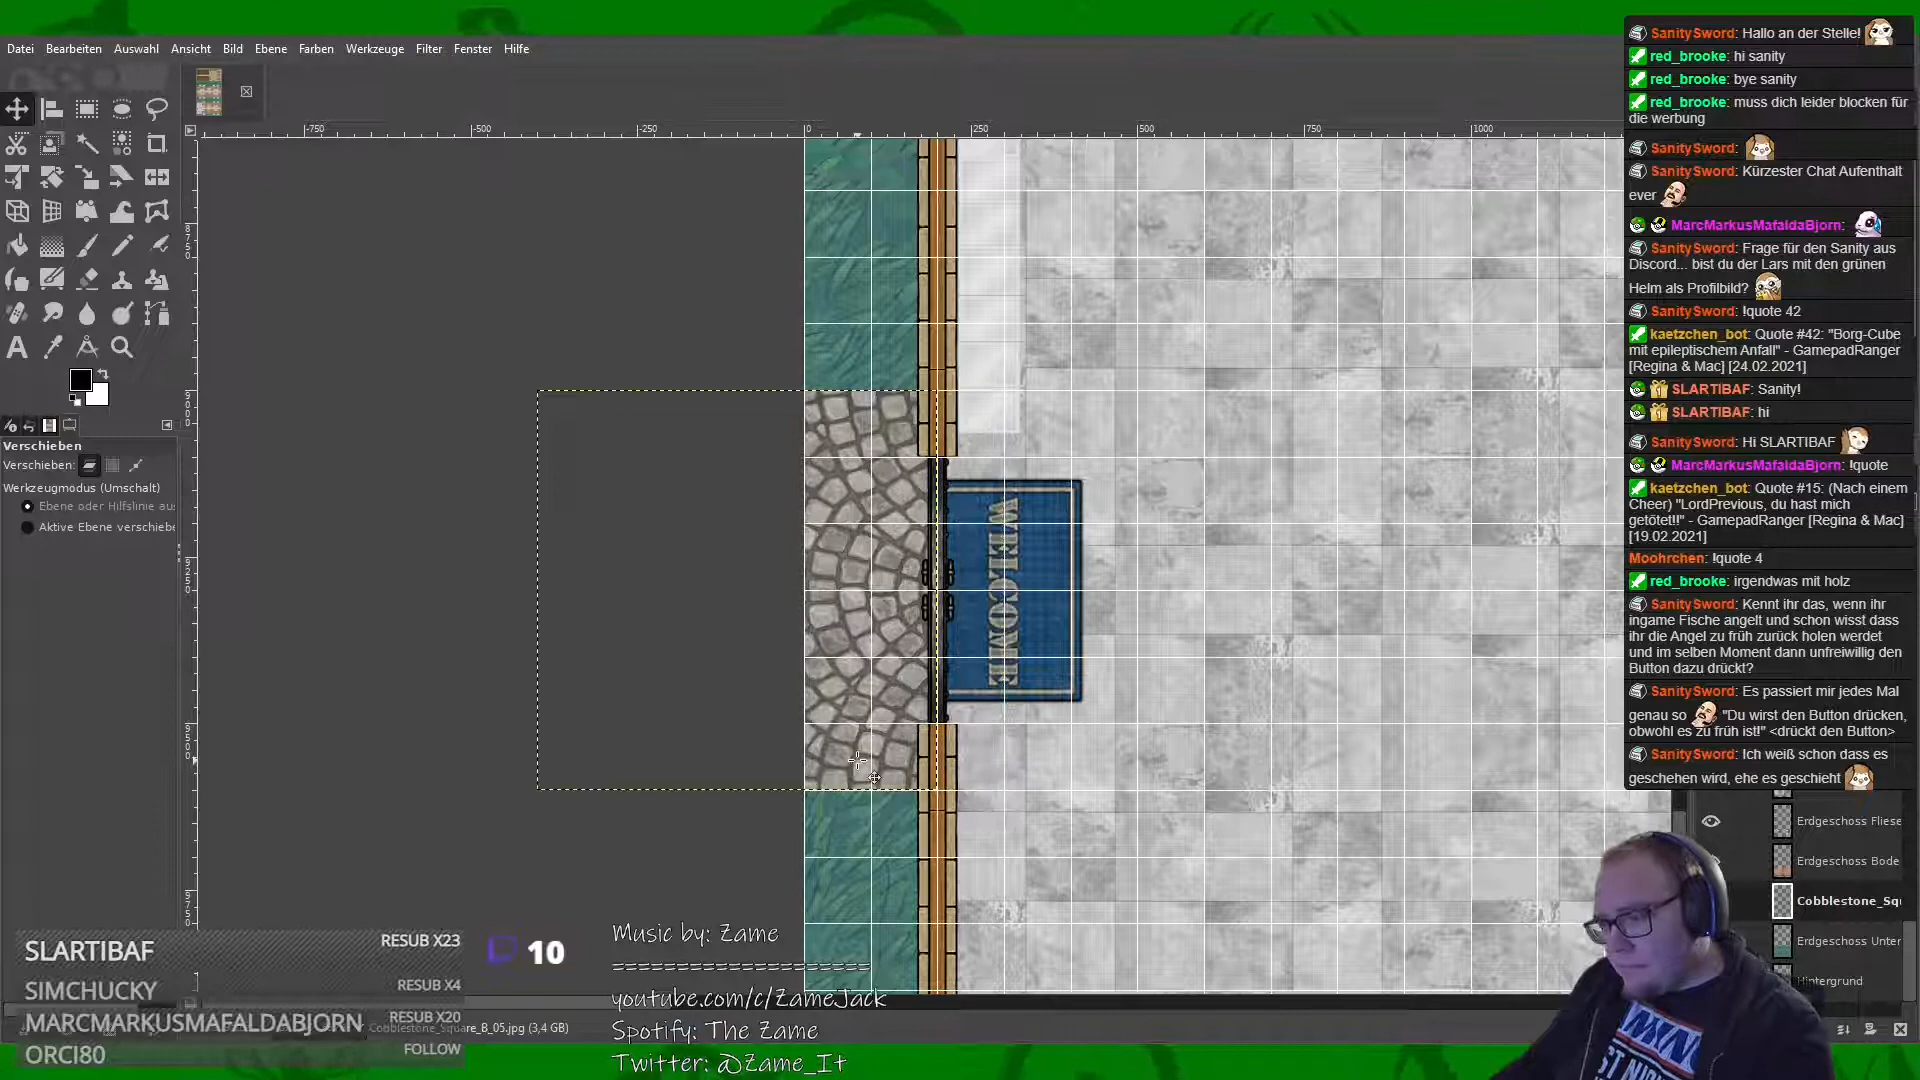 Datei Bearbeiten Auswahl Ansicht Bild Ebene Farben Werkzeuge Filter Fenster Hilfe
-750 -500 -250 0 250 500 750 1000
Verschieben
Verschieben:
Werkzeugmodus (Umschalt)
Ebene oder Hilfslinie au
Aktive Ebene verschiebe
WELCOME
SanitySword: Hallo an der Stelle!
red_brooke: hi sanity
red_brooke: bye sanity
red_brooke: muss dich leider blocken für
die werbung
SanitySword:
SanitySword: Kürzester Chat Aufenthalt
ever
MarcMarkusMafaldaBjorn:
SanitySword: Frage für den Sanity aus
Discord... bist du der Lars mit den grünen
Helm als Profilbild?
SanitySword: !quote 42
kaetzchen_bot: Quote #42: "Borg-Cube
mit epileptischem Anfall" - GamepadRanger
[Regina & Mac] [24.02.2021]
SLARTIBAF: Sanity!
SLARTIBAF: hi
SanitySword: Hi SLARTIBAF
MarcMarkusMafaldaBjorn: !quote
kaetzchen_bot: Quote #15: (Nach einem
Cheer) "LordPrevious, du hast mich
getötet!!" - GamepadRanger [Regina & Mac]
[19.02.2021]
Moohrchen: !quote 4
red_brooke: irgendwas mit holz
SanitySword: Kennt ihr das, wenn ihr
ingame Fische angelt und schon wisst dass
ihr die Angel zu früh zurück holen werdet
und im selben Moment dann unfreiwillig den
Button dazu drückt?
SanitySword: Es passiert mir jedes Mal
genau so "Du wirst den Button drücken,
obwohl es zu früh ist!" <drückt den Button>
SanitySword: Ich weiß schon dass es
geschehen wird, ehe es geschieht
Erdgeschoss Fliese
Erdgeschoss Bode
Cobblestone_Squ
Erdgeschoss Unter
Hintergrund
SLARTIBAF RESUB X23
SIMCHUCKY RESUB X4
MARCMARKUSMAFALDABJORN RESUB X20
ORCI80 FOLLOW
10
Cobblestone_Square_B_05.jpg (3,4 GB)
Music by: Zame
====================
youtube.com/c/ZameJack
Spotify: The Zame
Twitter: @Zame_It